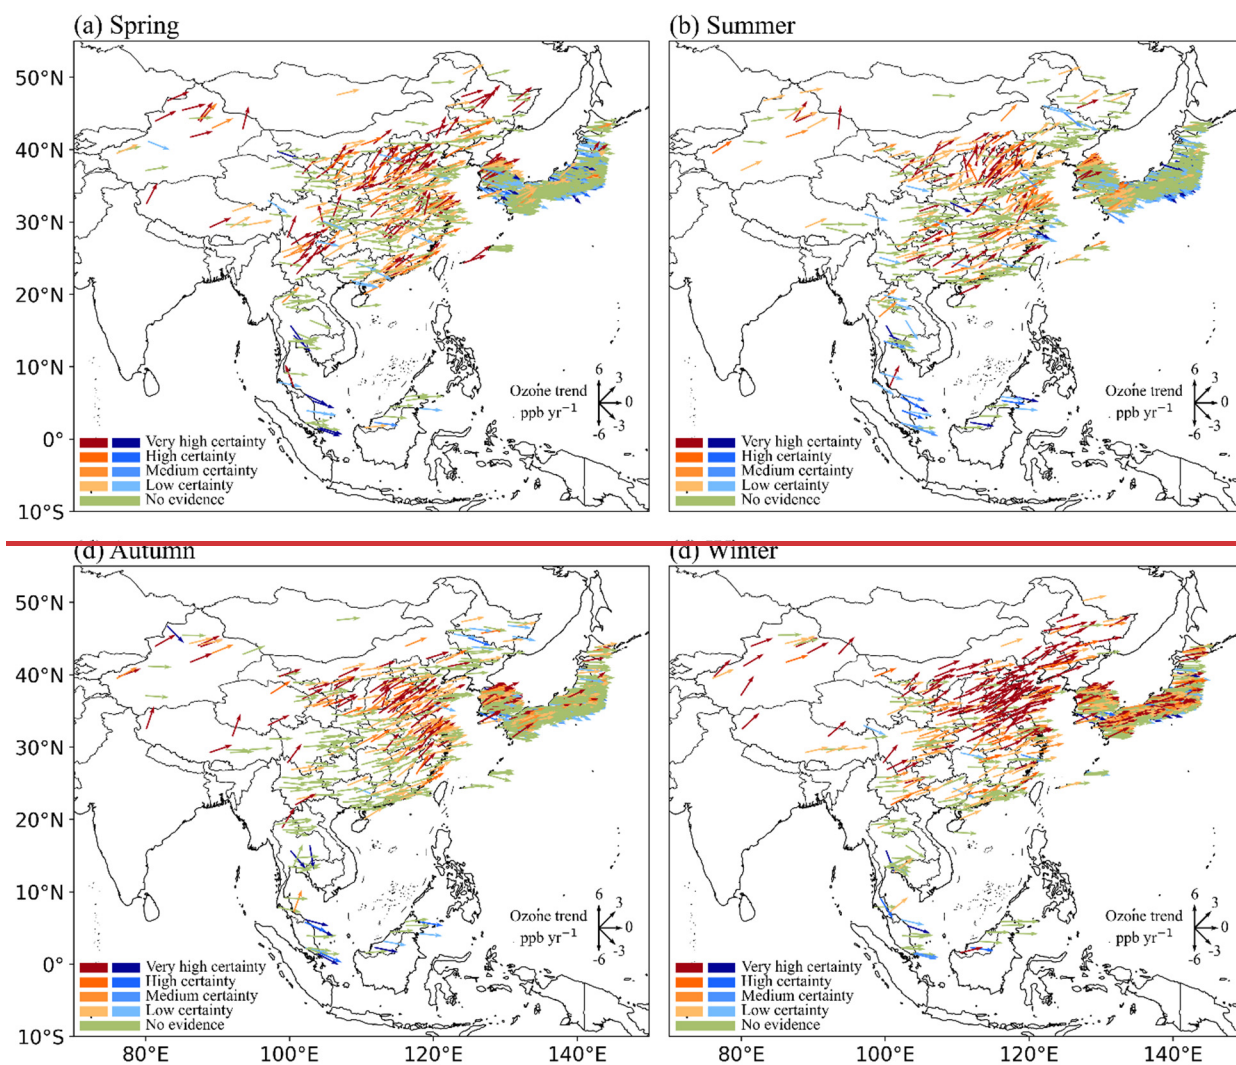 (a) Spring
(b) Summer
50°N
40°N
30°N
20°N
10°N
0°
10°S
Ozone trend
ppb yr⁻¹
6
3
0
-3
-6
Very high certainty
High certainty
Medium certainty
Low certainty
No evidence
Ozone trend
ppb yr⁻¹
6
3
0
-3
-6
Very high certainty
High certainty
Medium certainty
Low certainty
No evidence
(d) Autumn
(d) Winter
50°N
40°N
30°N
20°N
10°N
0°
10°S
Ozone trend
ppb yr⁻¹
6
3
0
-3
-6
Very high certainty
High certainty
Medium certainty
Low certainty
No evidence
Ozone trend
ppb yr⁻¹
6
3
0
-3
-6
Very high certainty
High certainty
Medium certainty
Low certainty
No evidence
80°E 100°E 120°E 140°E
80°E 100°E 120°E 140°E